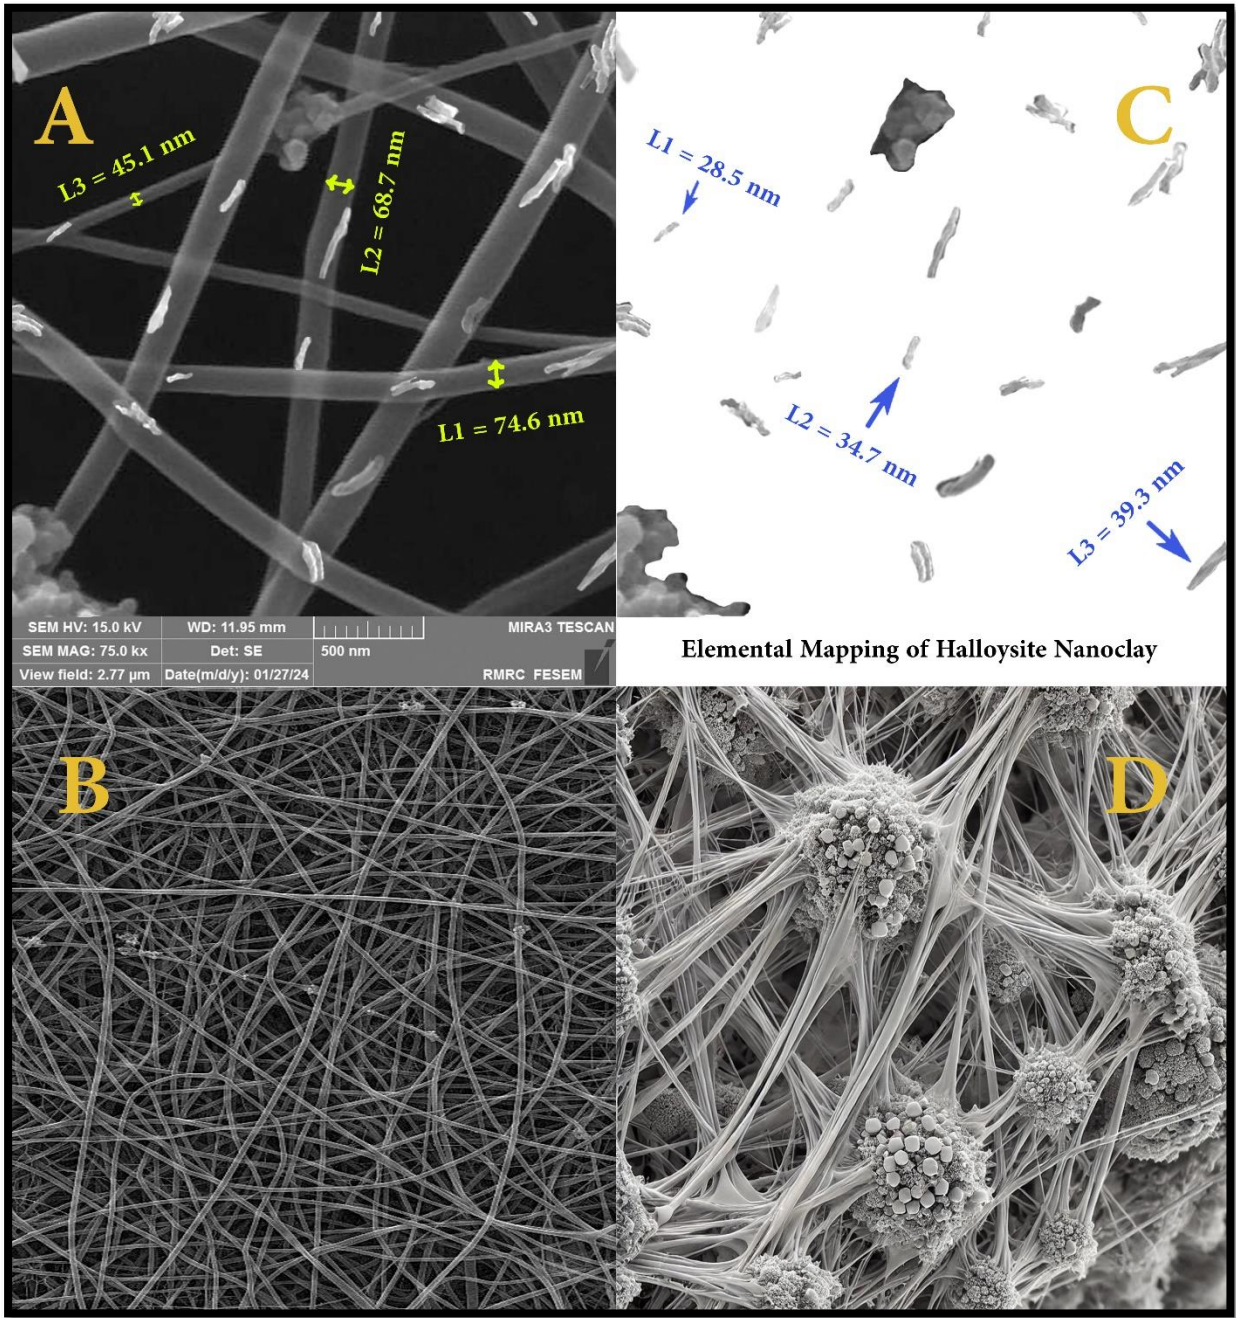 A
L3 = 45.1 nm
L2 = 68.7 nm
L1 = 74.6 nm
SEM HV: 15.0 kV
WD: 11.95 mm
MIRA3 TESCAN
SEM MAG: 75.0 kx
Det: SE
500 nm
View field: 2.77 µm
Date(m/d/y): 01/27/24
RMRC FESEM
C
L1 = 28.5 nm
L2 = 34.7 nm
L3 = 39.3 nm
Elemental Mapping of Halloysite Nanoclay
B
D